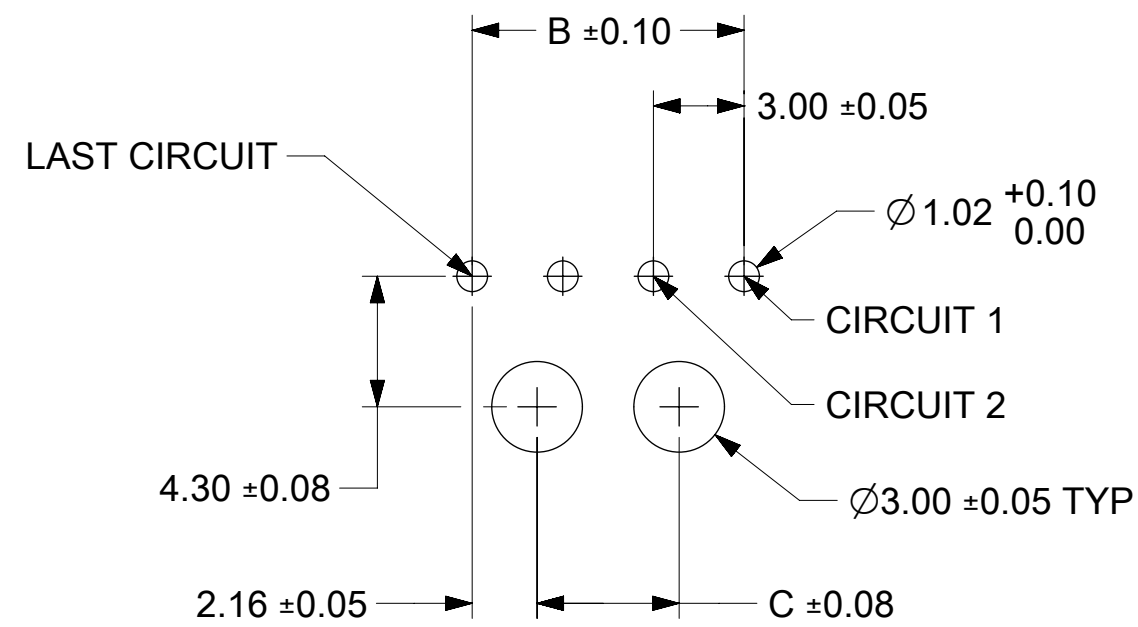 B ±0.10
3.00 ±0.05
LAST CIRCUIT
∅1.02 +0.10
0.00
CIRCUIT 1
CIRCUIT 2
4.30 ±0.08
∅3.00 ±0.05 TYP
2.16 ±0.05
C ±0.08